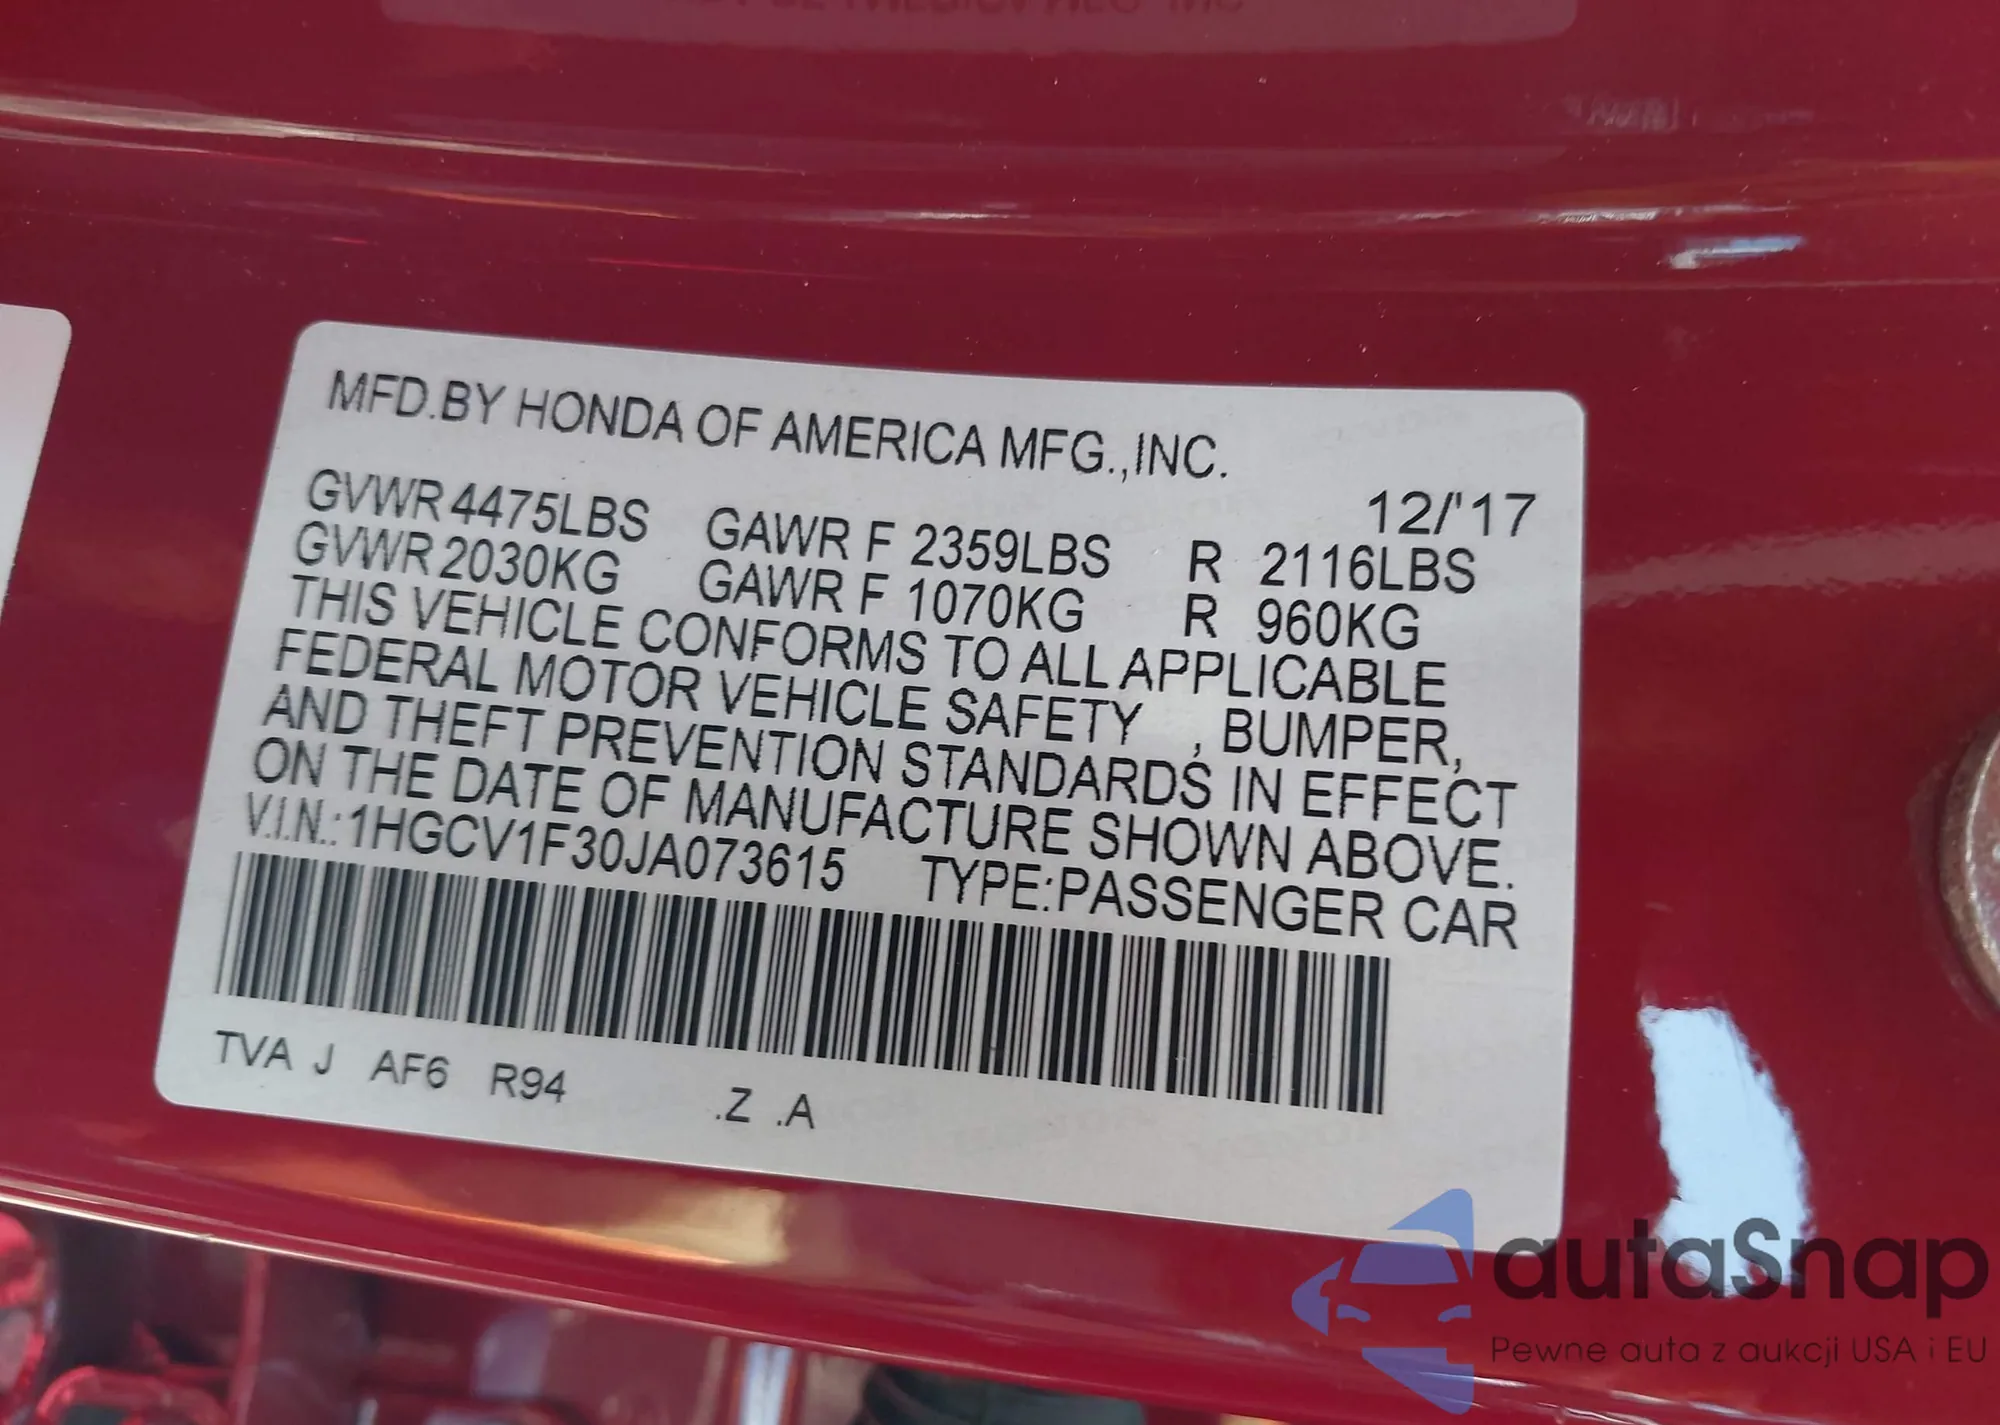 MFD.BY HONDA OF AMERICA MFG.,INC.
12/'17
GVWR 4475LBS GAWR F 2359LBS R 2116LBS
GVWR 2030KG GAWR F 1070KG R 960KG
THIS VEHICLE CONFORMS TO ALL APPLICABLE
FEDERAL MOTOR VEHICLE SAFETY , BUMPER,
AND THEFT PREVENTION STANDARDS IN EFFECT
ON THE DATE OF MANUFACTURE SHOWN ABOVE.
V.I.N.:1HGCV1F30JA073615 TYPE:PASSENGER CAR
TVA J AF6 R94 .Z .A
autaSnap
Pewne auta z aukcji USA i EU